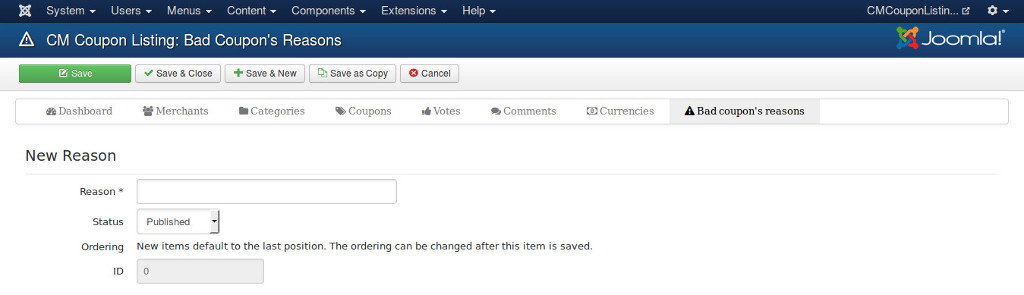 System Users Menus Content Components Extensions Help CMCouponListin...
CM Coupon Listing: Bad Coupon's Reasons Joomla!
Save Save & Close Save & New Save as Copy Cancel
Dashboard Merchants Categories Coupons Votes Comments Currencies Bad coupon's reasons
New Reason
Reason *
Status Published
Ordering New items default to the last position. The ordering can be changed after this item is saved.
ID 0